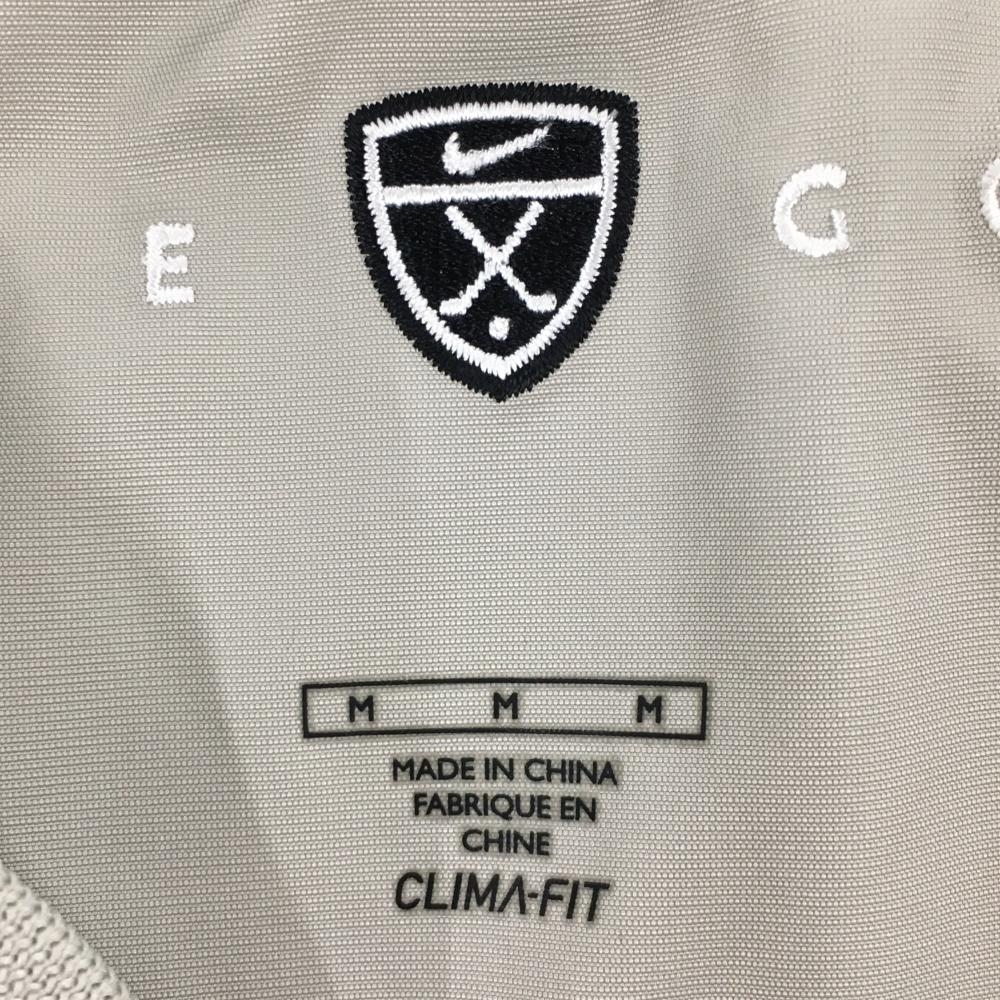 E G
M M M
MADE IN CHINA
FABRIQUE EN
CHINE
CLIMA-FIT